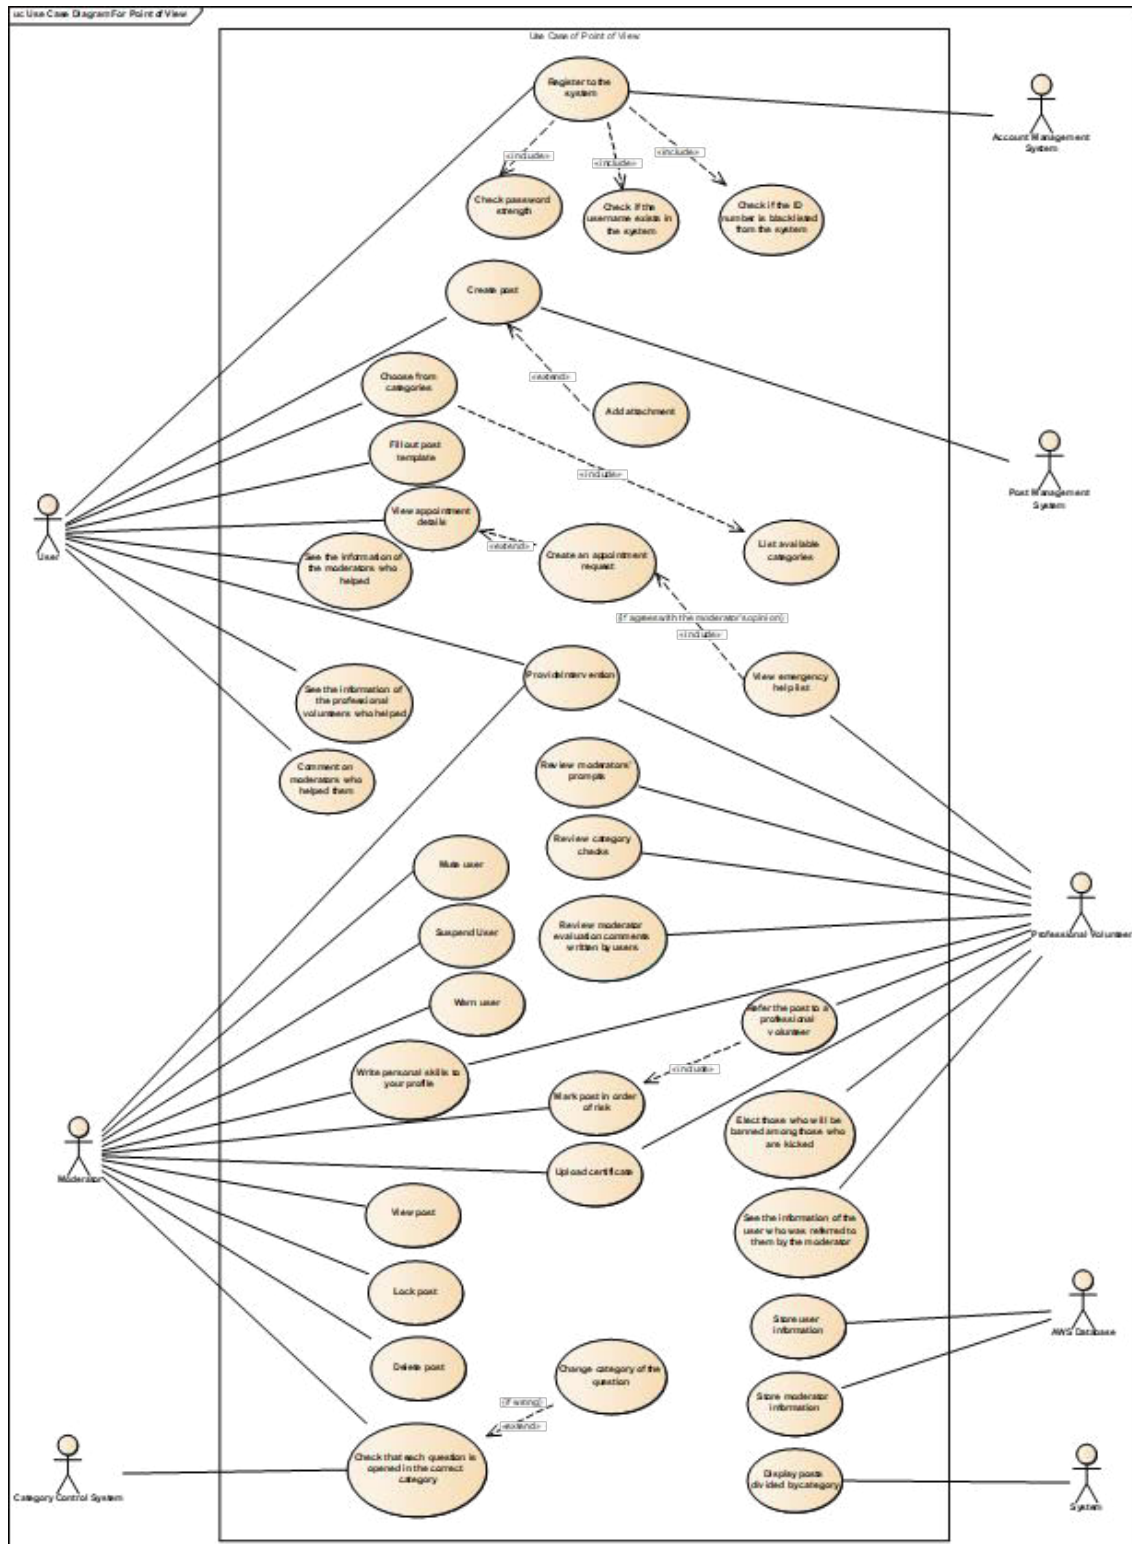 uc Use Case Diagram For Point of View
Use Case of Point of View
Register to the
system
Account Management
System
«include»
«include»
«include»
Check password
strength
Check if the
username exists in
the system
Check if the ID
number is blacklisted
from the system
Create post
Choose from
categories
«extend»
Add attachment
Fill out post
template
«include»
Post Management
System
View appointment
details
User
«extend»
Create an appointment
request
List available
categories
See the information of
the moderators who
helped
{if agrees with the moderator's opinion}
«include»
Provide Intervention
View emergency
help list
See the information of
the professional
volunteers who helped
Comment on
moderators who
helped them
Review moderators'
prompts
Review category
checks
Mute user
Suspend User
Review moderator
evaluation comments
written by users
Professional Volunteer
Warn user
Refer the post to a
professional
volunteer
Write personal skills to
your profile
«include»
Mark post in order
of risk
Elect those who will be
banned among those who
are kicked
Moderator
Upload certificate
View post
See the information of the
user who was referred to
them by the moderator
Lock post
Store user
information
AWS Database
Delete post
Change category of the
question
{if wrong}
«extend»
Store moderator
information
Check that each question is
opened in the correct
category
Category Control System
Display posts
divided by category
System